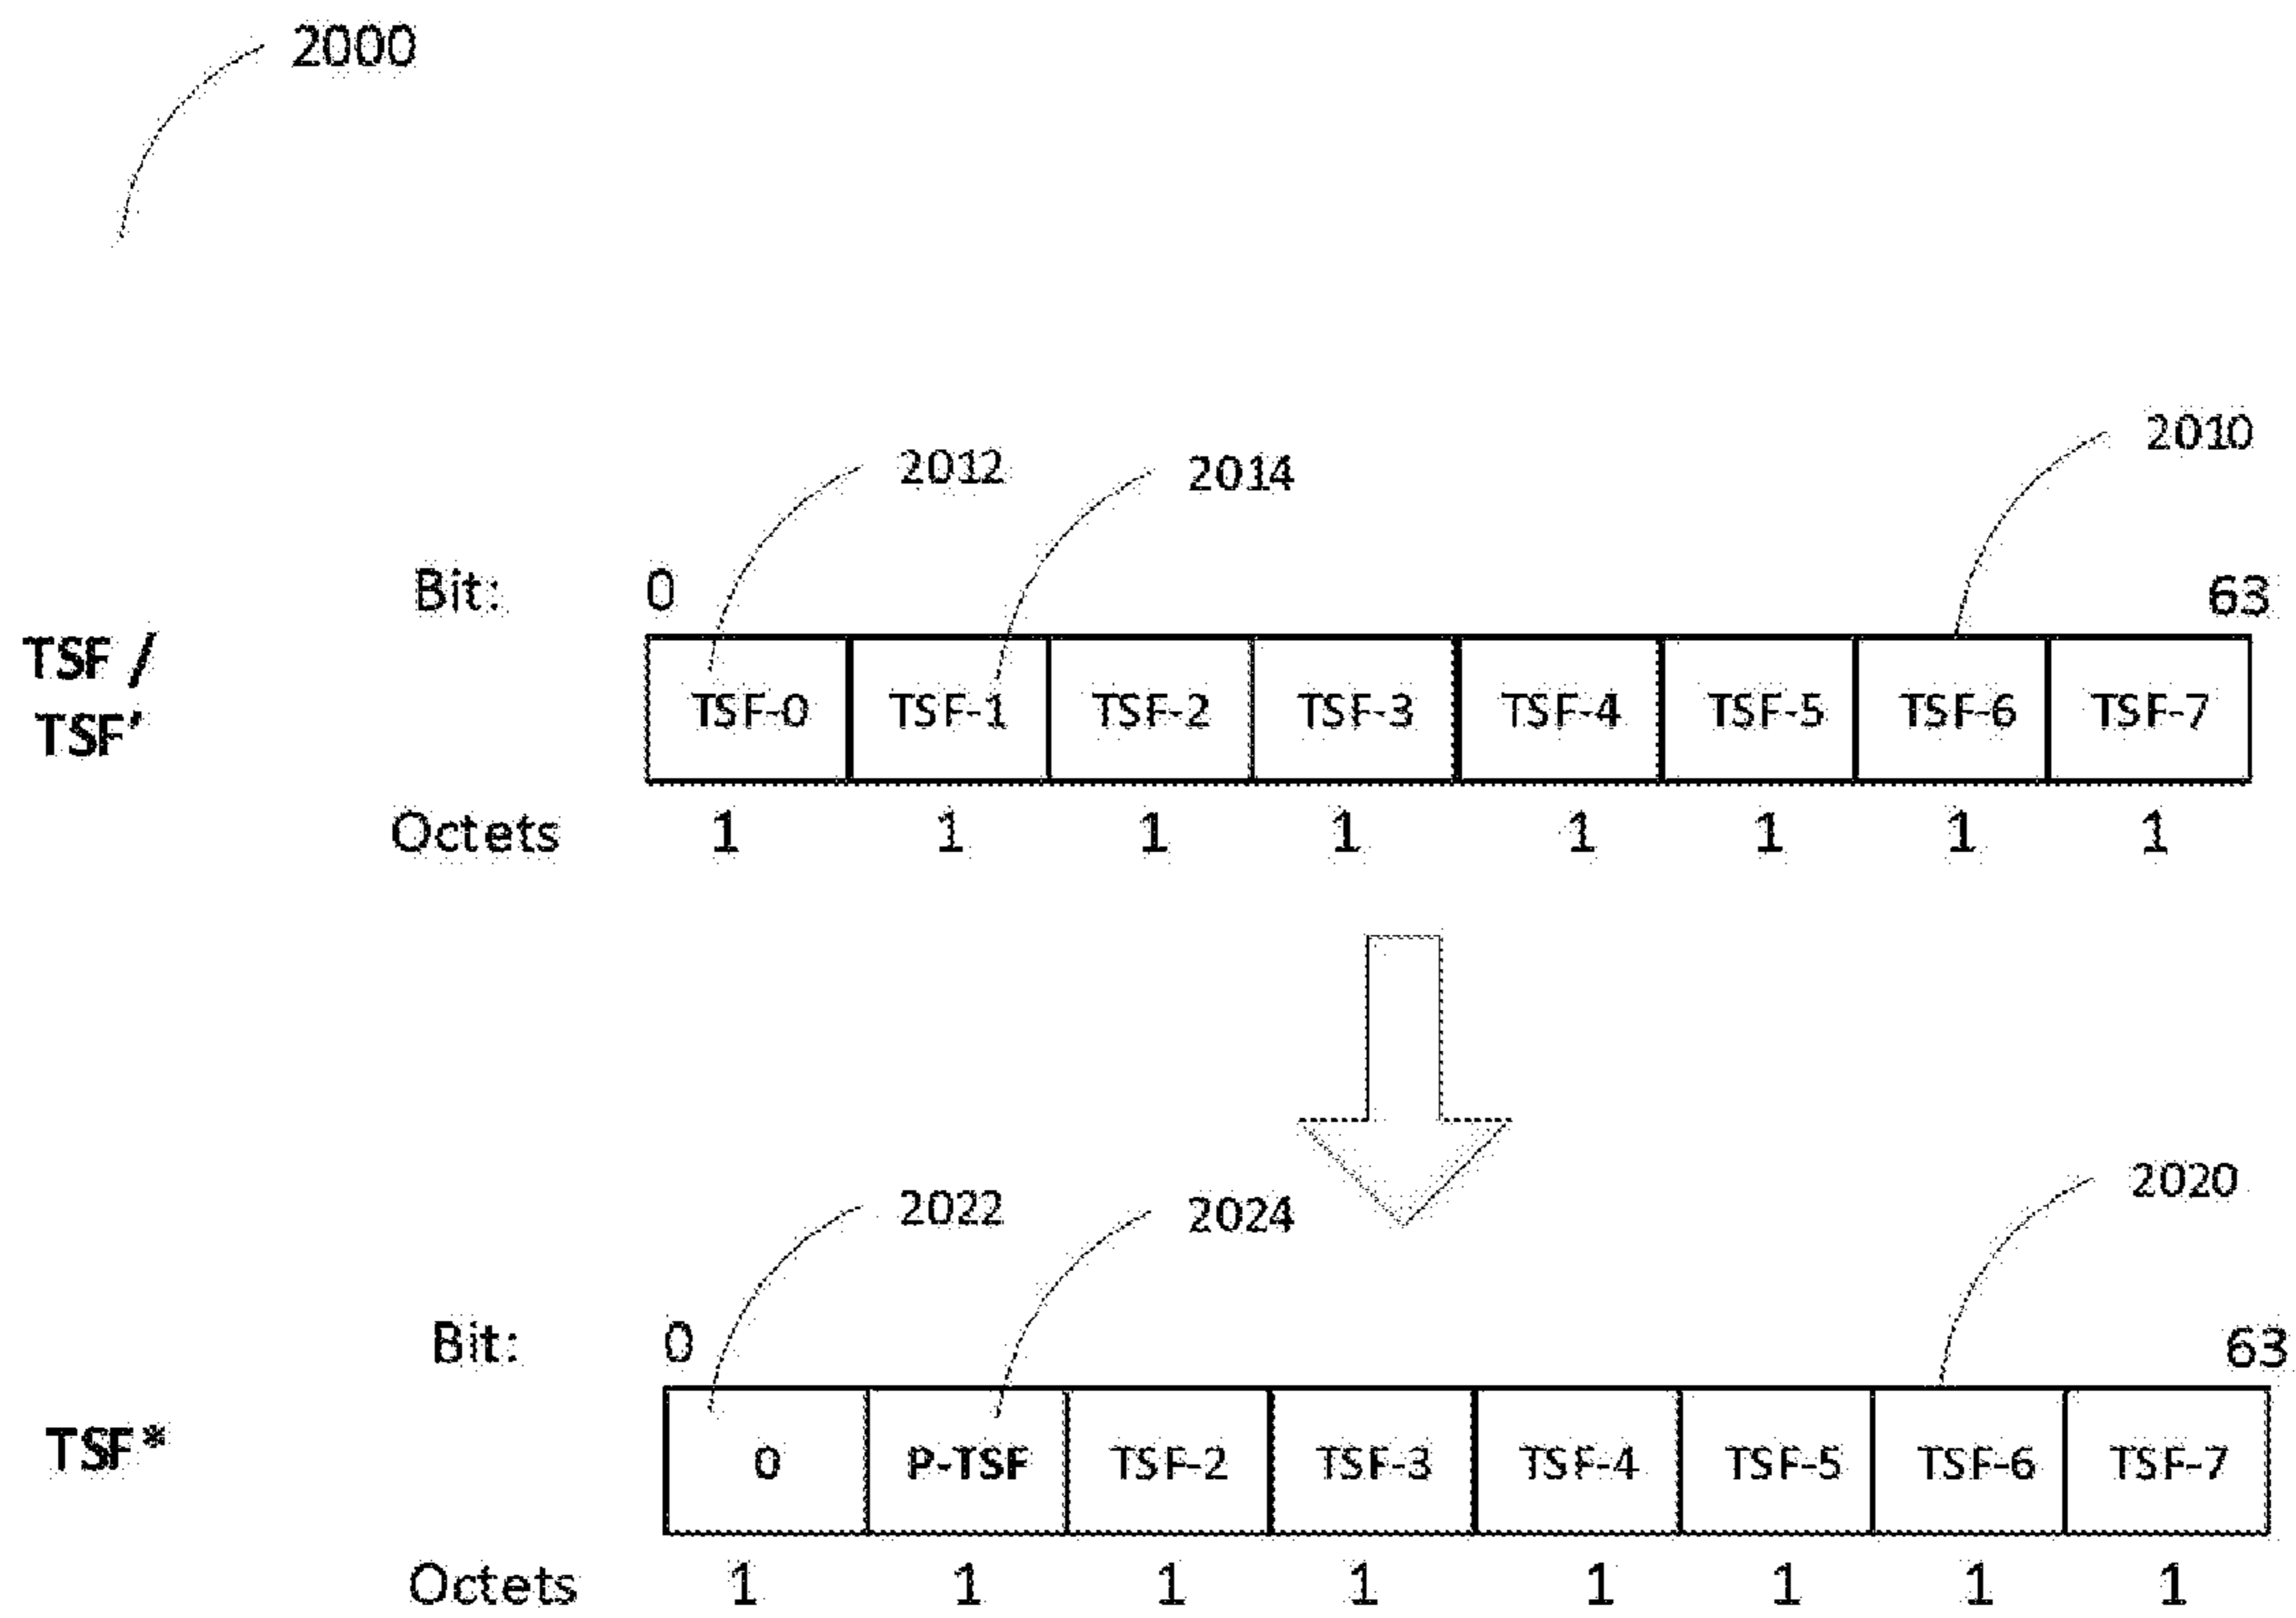 2000
2012 2014 2010
Bit: 0 63
TSF /
TSF'
TSF-0 TSF-1 TSF-2 TSF-3 TSF-4 TSF-5 TSF-6 TSF-7
Octets 1 1 1 1 1 1 1 1
2022 2024 2020
Bit: 0 63
TSF* 0 P-TSF TSF-2 TSF-3 TSF-4 TSF-5 TSF-6 TSF-7
Octets 1 1 1 1 1 1 1 1